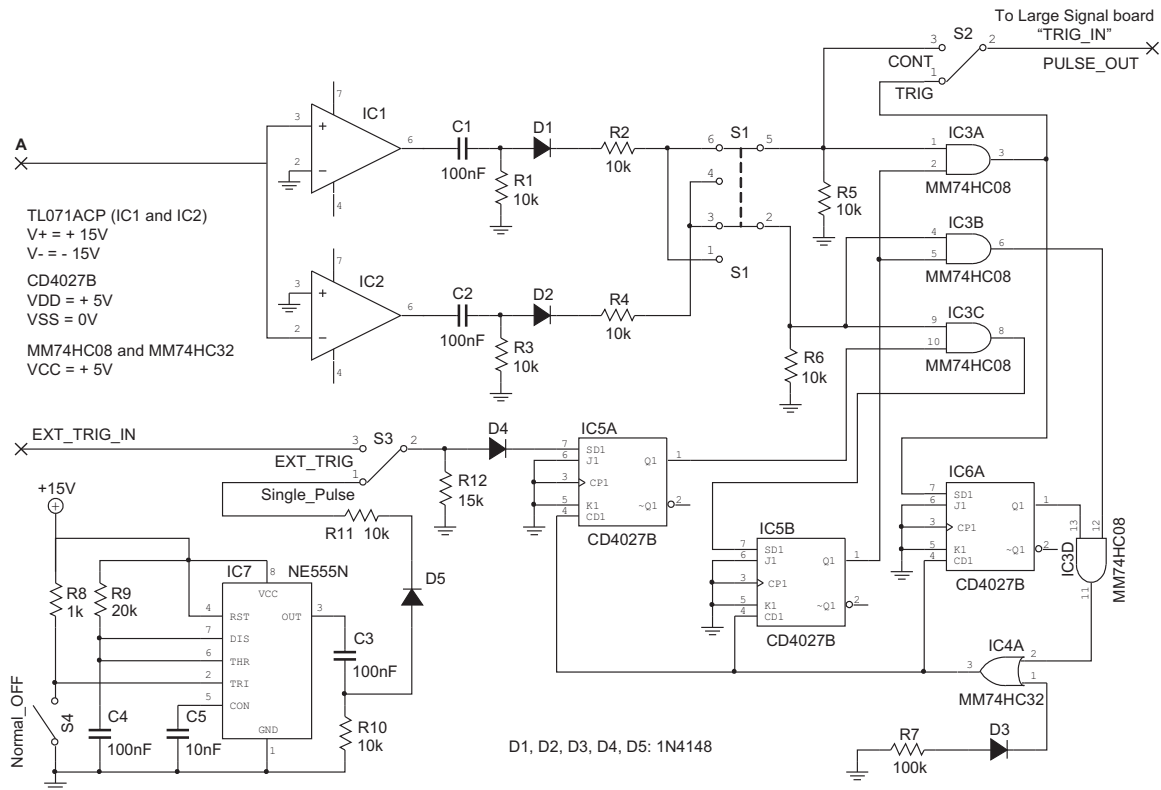 To Large Signal board
“TRIG_IN”
3
S2
2
CONT
PULSE_OUT
1
TRIG
7
IC1
3
+
6
2
−
4
C1
100nF
D1
R1
10k
R2
10k
S1
6
5
4
3
2
1
S1
R5
10k
IC3A
1
3
2
MM74HC08
IC3B
4
6
5
MM74HC08
IC3C
9
8
10
MM74HC08
A
TL071ACP (IC1 and IC2)
V+ = + 15V
V- = - 15V
CD4027B
VDD = + 5V
VSS = 0V
MM74HC08 and MM74HC32
VCC = + 5V
7
IC2
3
+
6
2
−
4
C2
100nF
D2
R3
10k
R4
10k
R6
10k
EXT_TRIG_IN
3
S3
2
EXT_TRIG
1
Single_Pulse
D4
R12
15k
R11 10k
IC5A
7 SD1
6 J1
Q1 1
3 CP1
5 K1
~Q1 2
4 CD1
CD4027B
IC5B
7 SD1
6 J1
Q1 1
3 CP1
5 K1
~Q1 2
4 CD1
CD4027B
IC6A
7 SD1
6 J1
Q1 1
3 CP1
5 K1
~Q1 2
4 CD1
CD4027B
13
12
IC3D
MM74HC08
11
IC4A
3
2
1
MM74HC32
+15V
R8
1k
R9
20k
IC7
NE555N
8
VCC
4 RST
OUT 3
7 DIS
6 THR
2 TRI
5 CON
GND
1
D5
C3
100nF
R10
10k
Normal_OFF
S4
C4
100nF
C5
10nF
D1, D2, D3, D4, D5: 1N4148
R7
100k
D3